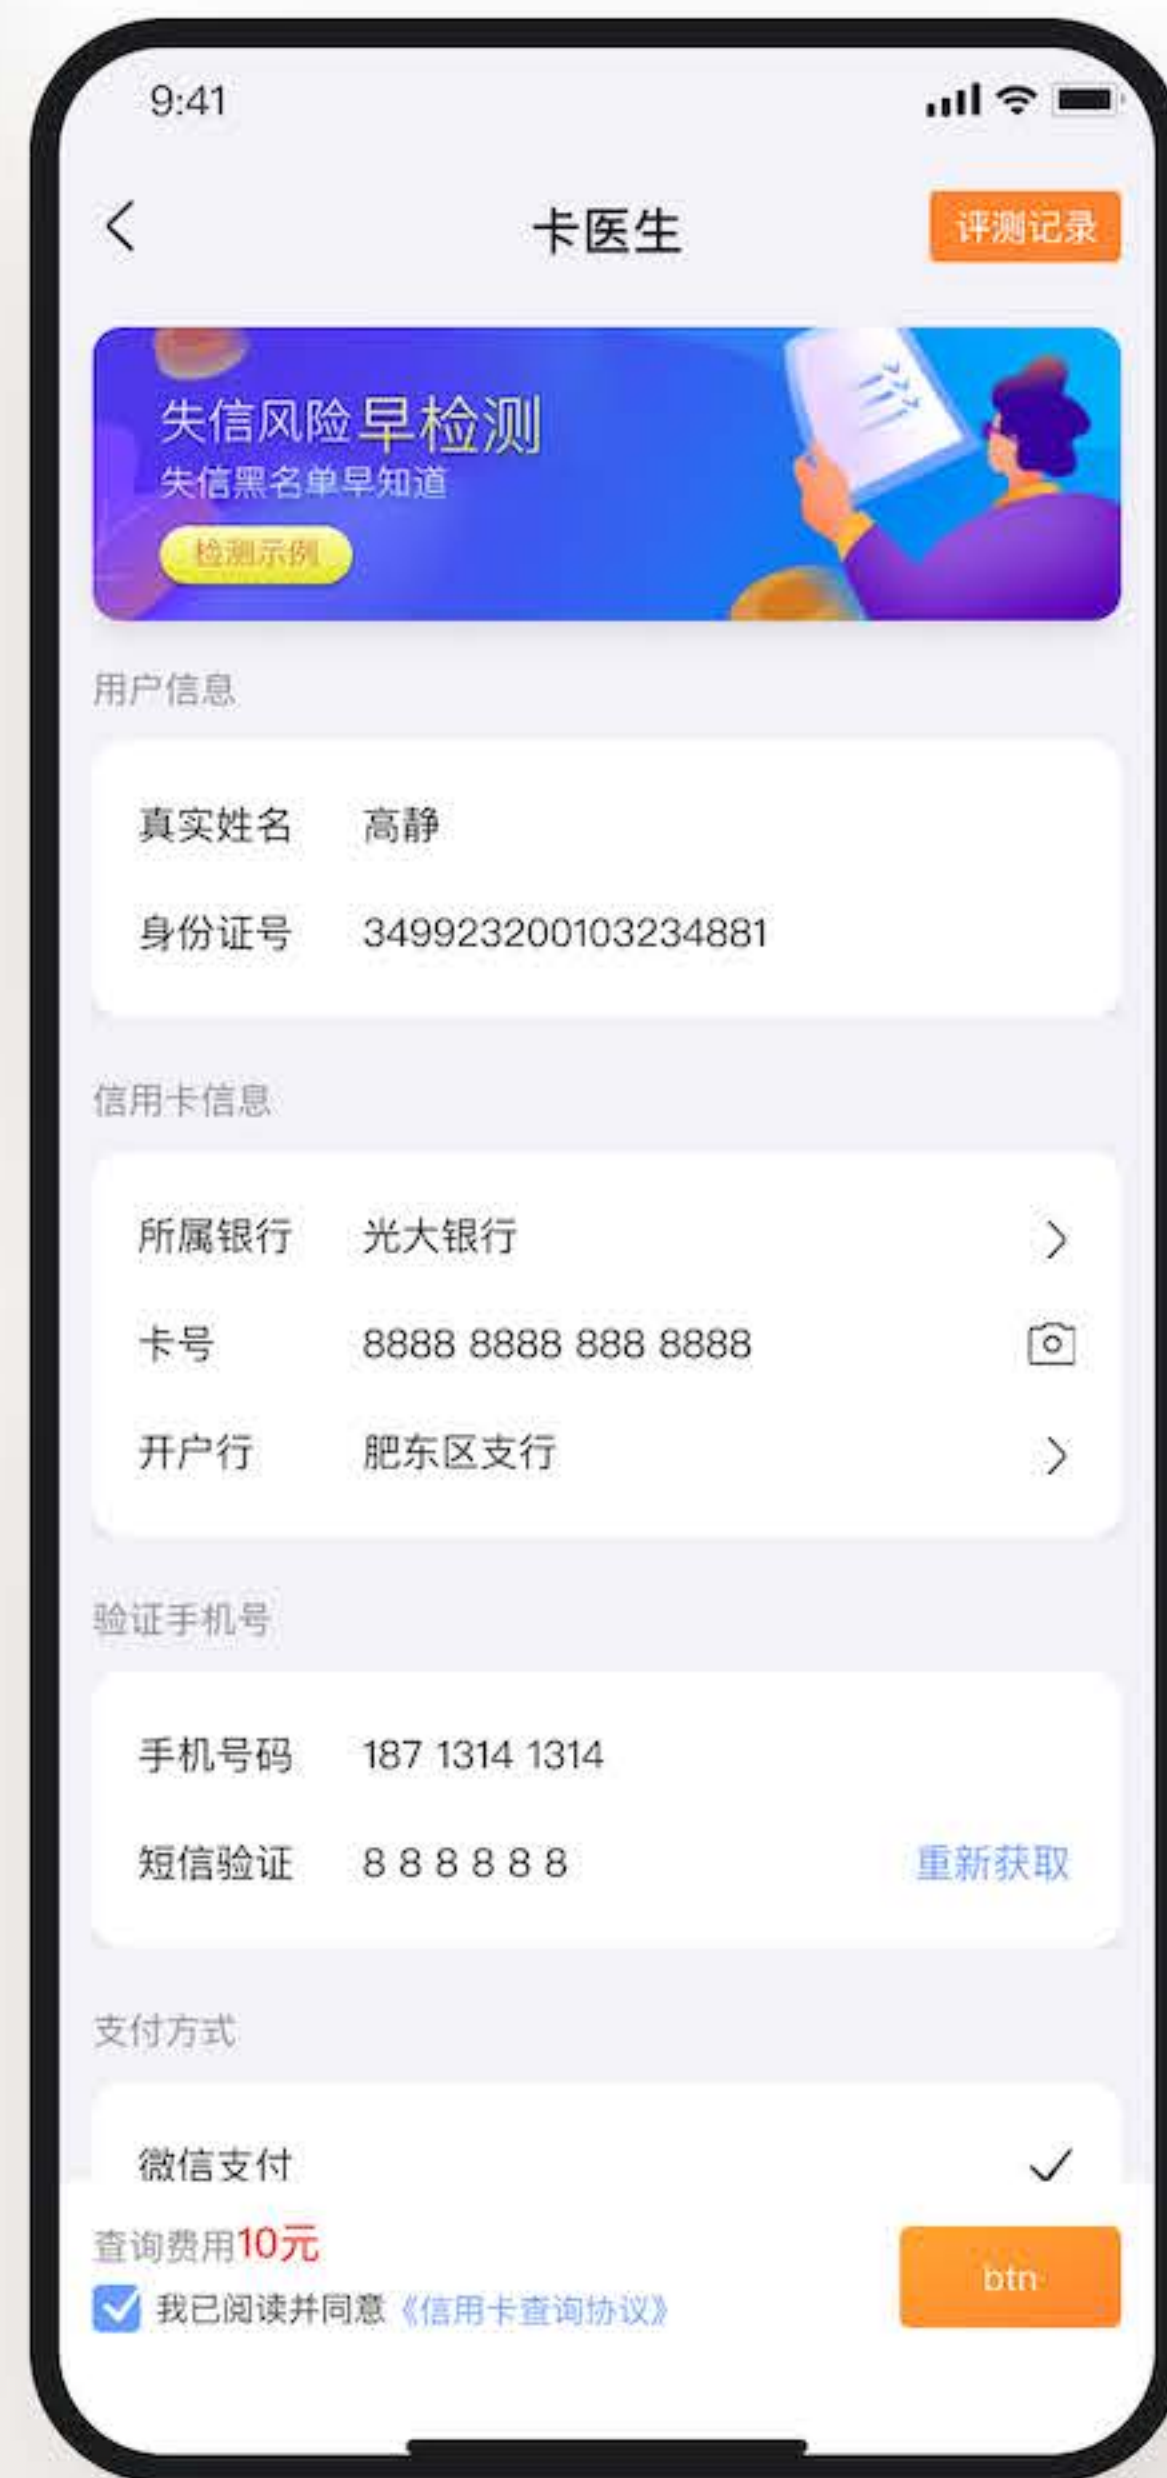 9:41
卡医生
评测记录
失信风险早检测
失信黑名单早知道
检测示例
用户信息
真实姓名 高静
身份证号 349923200103234881
信用卡信息
所属银行 光大银行
卡号 8888 8888 888 8888
开户行 肥东区支行
验证手机号
手机号码 187 1314 1314
短信验证 8 8 8 8 8 8 重新获取
支付方式
微信支付
查询费用10元
我已阅读并同意《信用卡查询协议》
btn